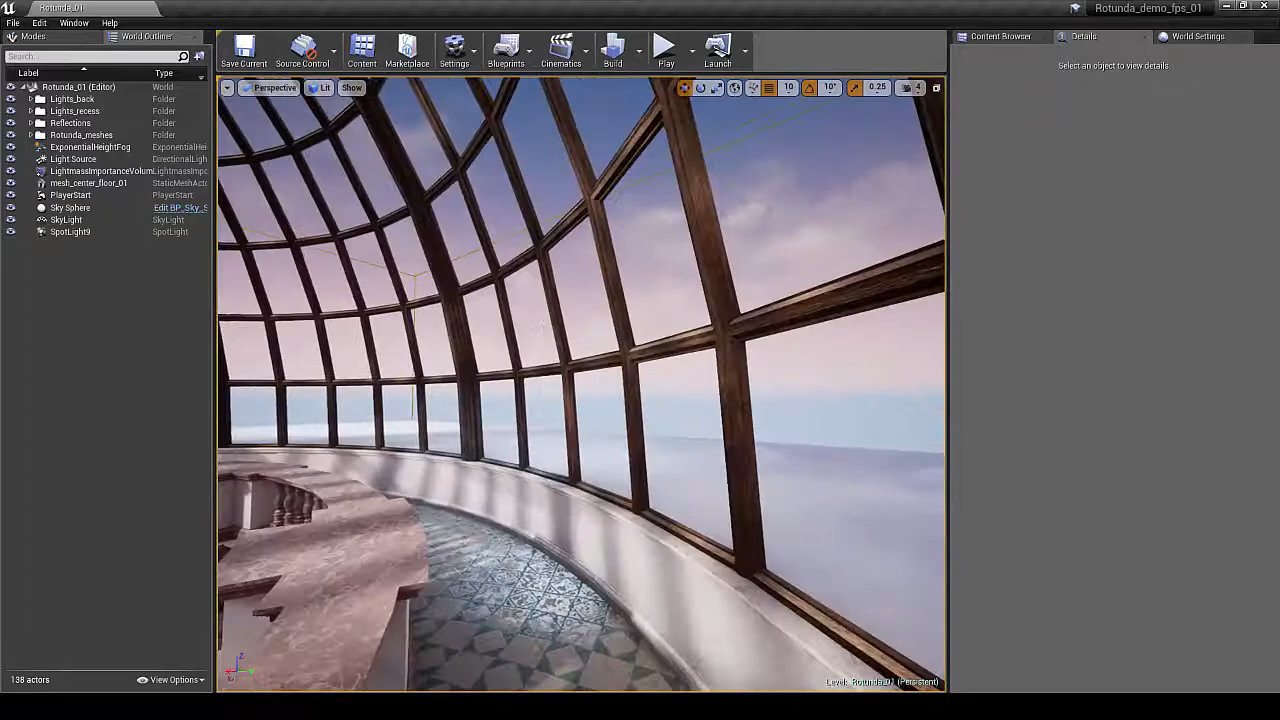 Rotunda_01
Rotunda_demo_fps_01
File Edit Window Help
Modes
World Outliner
Content Browser
Details
World Settings
Search...
Save Current
Source Control
Content
Marketplace
Settings
Blueprints
Cinematics
Build
Play
Launch
Select an object to view details.
Label Type
Perspective
Lit
Show
10
10°
0.25
4
Rotunda_01 (Editor) World
Lights_back Folder
Lights_recess Folder
Reflections Folder
Rotunda_meshes Folder
ExponentialHeightFog ExponentialHei
Light Source DirectionalLigh
LightmassImportanceVolum LightmassImpo
mesh_center_floor_01 StaticMeshActo
PlayerStart PlayerStart
Sky Sphere Edit BP_Sky_S
SkyLight SkyLight
SpotLight9 SpotLight
Z
138 actors
View Options
Level: Rotunda_01 (Persistent)